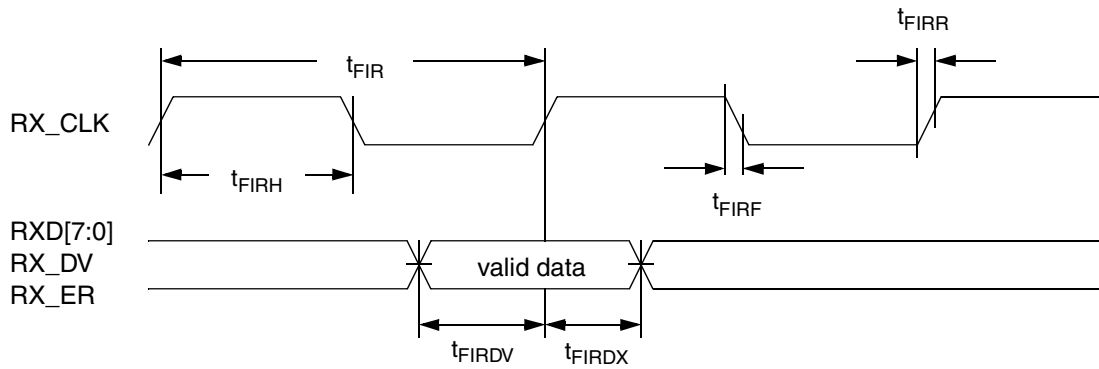 tFIRR
tFIR
RX_CLK
tFIRH
tFIRF
RXD[7:0]
RX_DV
valid data
RX_ER
tFIRDV
tFIRDX